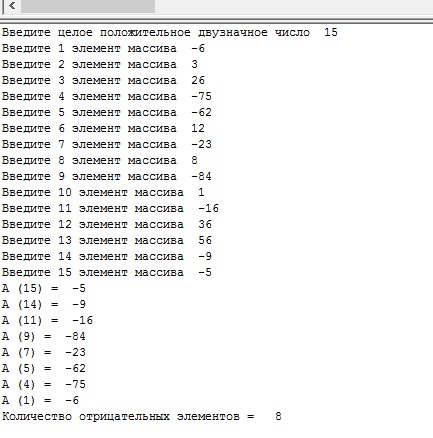 Введите целое положительное двузначное число  15
Введите 1 элемент массива  -6
Введите 2 элемент массива  3
Введите 3 элемент массива  26
Введите 4 элемент массива  -75
Введите 5 элемент массива  -62
Введите 6 элемент массива  12
Введите 7 элемент массива  -23
Введите 8 элемент массива  8
Введите 9 элемент массива  -84
Введите 10 элемент массива  1
Введите 11 элемент массива  -16
Введите 12 элемент массива  36
Введите 13 элемент массива  56
Введите 14 элемент массива  -9
Введите 15 элемент массива  -5
A (15) =  -5
A (14) =  -9
A (11) =  -16
A (9) =  -84
A (7) =  -23
A (5) =  -62
A (4) =  -75
A (1) =  -6
Количество отрицательных элементов =   8